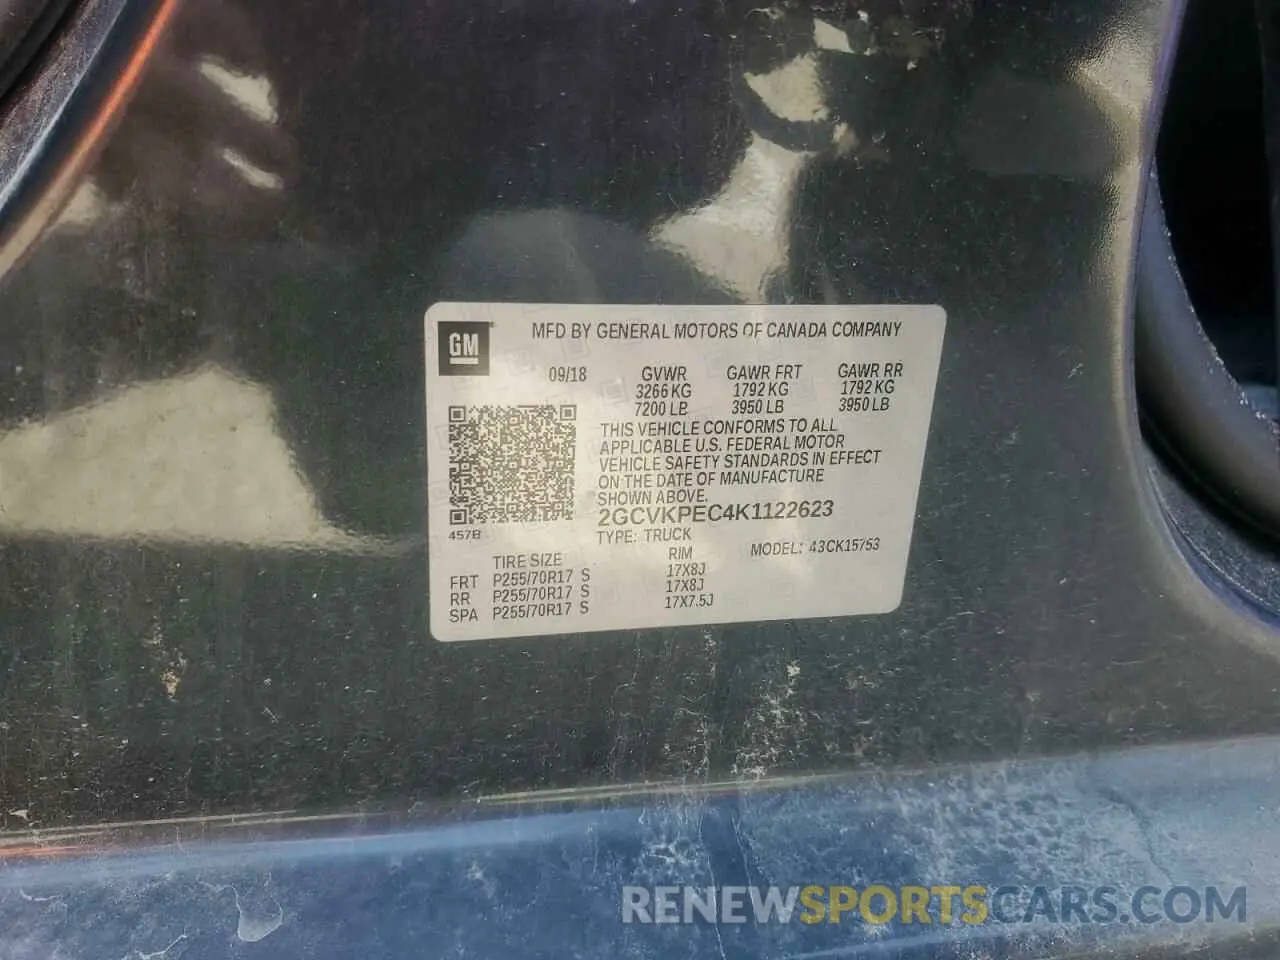 GM
MFD BY GENERAL MOTORS OF CANADA COMPANY
09/18
GVWR GAWR FRT GAWR RR
3266 KG 1792 KG 1792 KG
7200 LB 3950 LB 3950 LB
THIS VEHICLE CONFORMS TO ALL
APPLICABLE U.S. FEDERAL MOTOR
VEHICLE SAFETY STANDARDS IN EFFECT
ON THE DATE OF MANUFACTURE
SHOWN ABOVE.
2GCVKPEC4K1122623
457B
TYPE: TRUCK
MODEL: 43CK15753
TIRE SIZE RIM
FRT P255/70R17 S 17X8J
RR P255/70R17 S 17X8J
SPA P255/70R17 S 17X7.5J
RENEWSPORTSCARS.COM